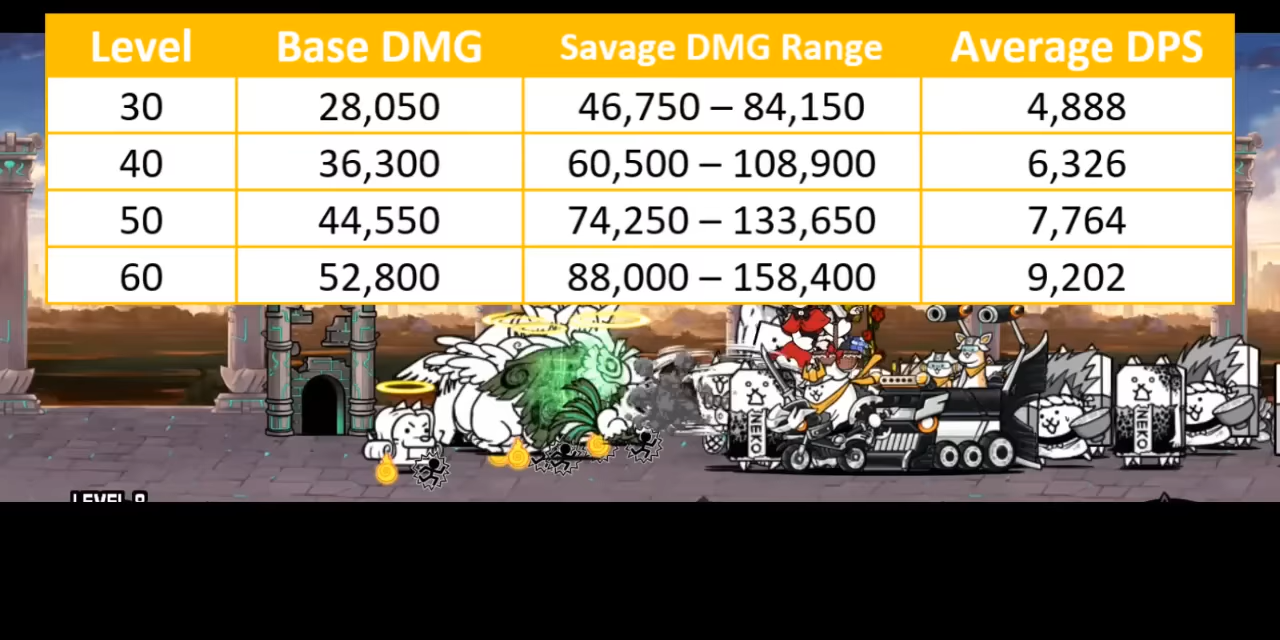 Level Base DMG Savage DMG Range Average DPS
30 28,050 46,750 – 84,150 4,888
40 36,300 60,500 – 108,900 6,326
50 44,550 74,250 – 133,650 7,764
60 52,800 88,000 – 158,400 9,202
NEKO NEKO
LEVEL